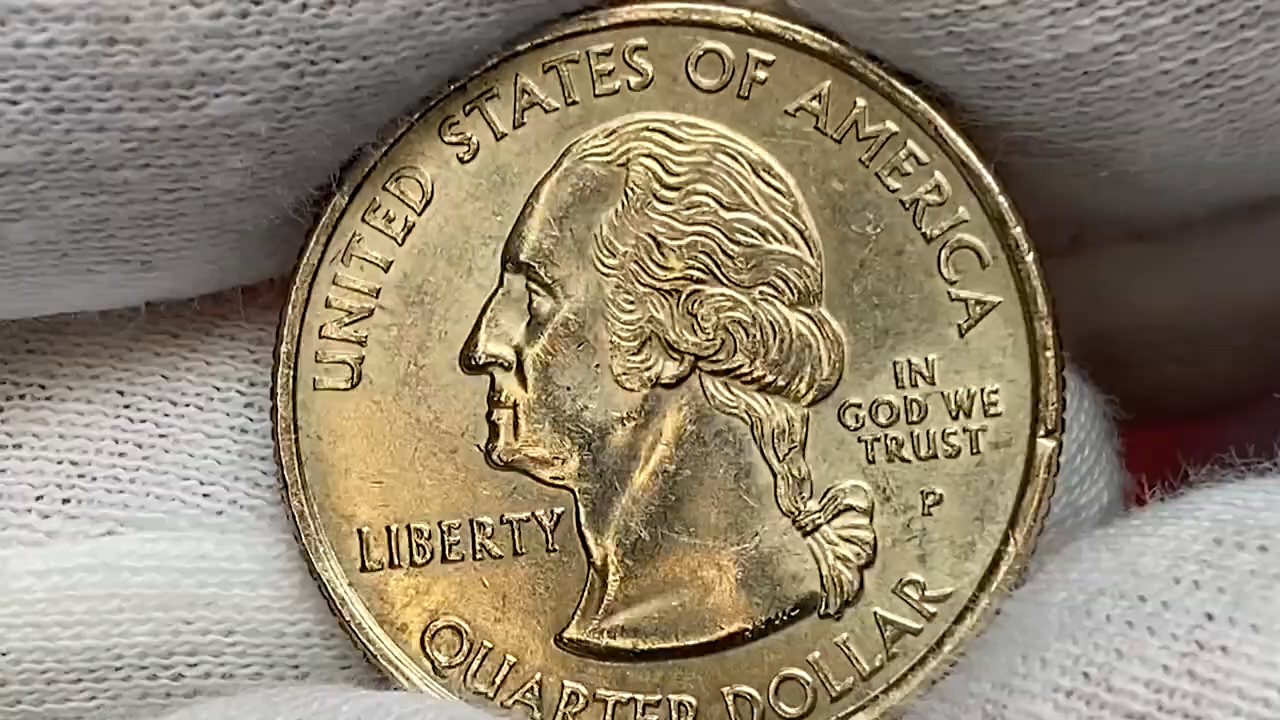 UNITED STATES OF AMERICA
IN
GOD WE
TRUST
P
LIBERTY
QUARTER DOLLAR